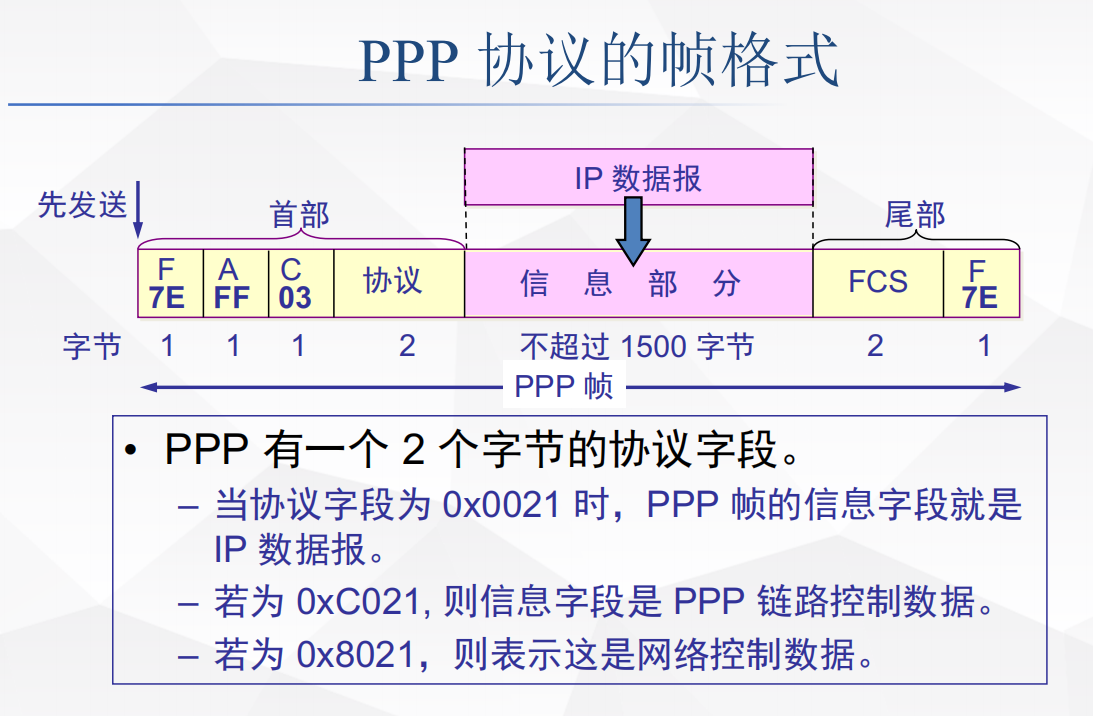 PPP 协议的帧格式
IP 数据报
先发送
首部
尾部
F
7E
A
FF
C
03
协议
信 息 部 分
FCS
F
7E
字节 1 1 1 2 不超过 1500 字节 2 1
PPP 帧
• PPP 有一个 2 个字节的协议字段。
– 当协议字段为 0x0021 时，PPP 帧的信息字段就是
IP 数据报。
– 若为 0xC021, 则信息字段是 PPP 链路控制数据。
– 若为 0x8021，则表示这是网络控制数据。